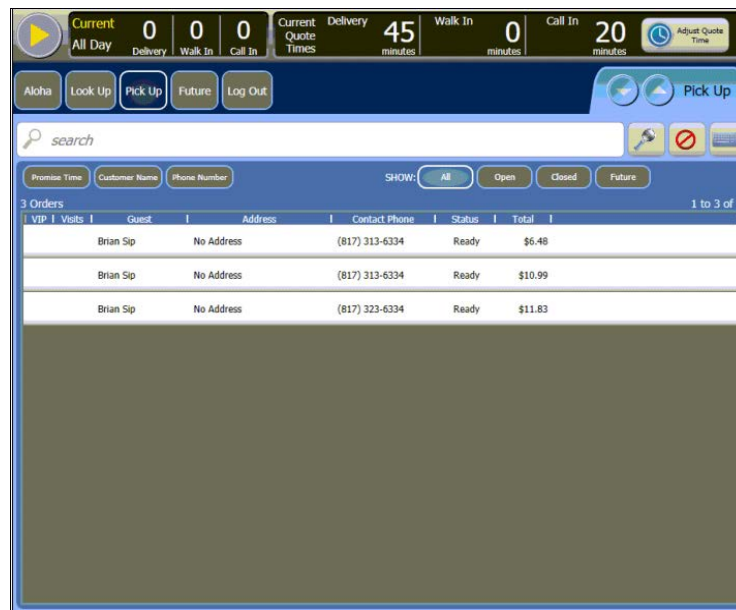 Current
All Day
0
Delivery
0
Walk In
0
Call In
Current
Quote
Times
Delivery
45
minutes
Walk In
0
minutes
Call In
20
minutes
Adjust Quote
Time
Aloha
Look Up
Pick Up
Future
Log Out
Pick Up
search
Promise Time
Customer Name
Phone Number
SHOW:
All
Open
Closed
Future
3 Orders
1 to 3 of
VIP Visits Guest Address Contact Phone Status Total
Brian Sip No Address (817) 313-6334 Ready $6.48
Brian Sip No Address (817) 313-6334 Ready $10.99
Brian Sip No Address (817) 323-6334 Ready $11.83